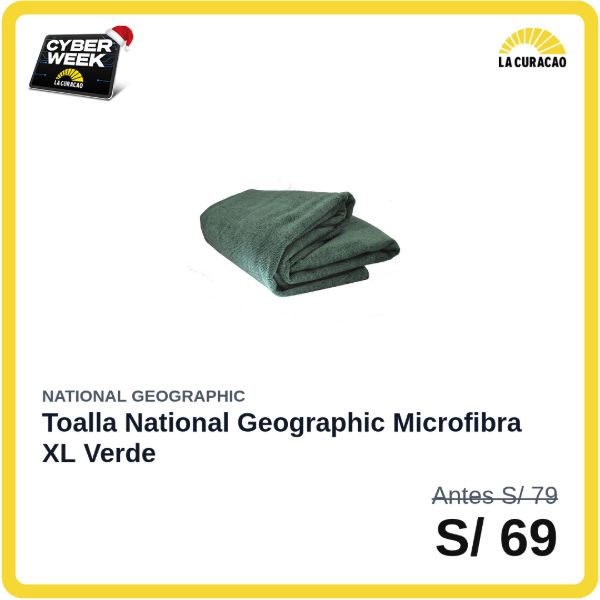 CYBER
WEEK
LA CURACAO
LA CURACAO
NATIONAL GEOGRAPHIC
Toalla National Geographic Microfibra
XL Verde
Antes S/ 79
S/ 69